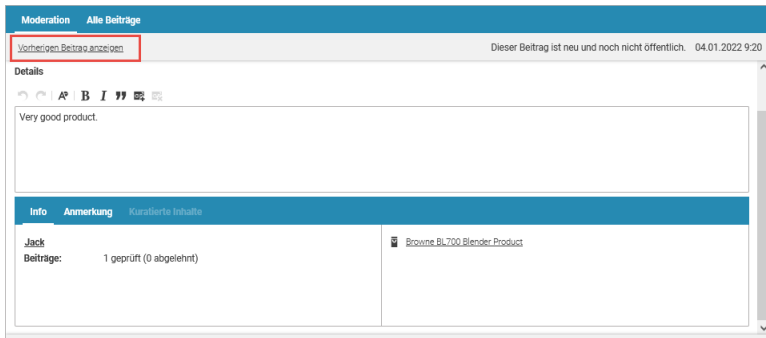 Moderation Alle Beiträge
Vorherigen Beitrag anzeigen Dieser Beitrag ist neu und noch nicht öffentlich. 04.01.2022 9:20
Details
B I
Very good product.
Info Anmerkung Kuratierte Inhalte
Jack Browne BL700 Blender Product
Beiträge: 1 geprüft (0 abgelehnt)